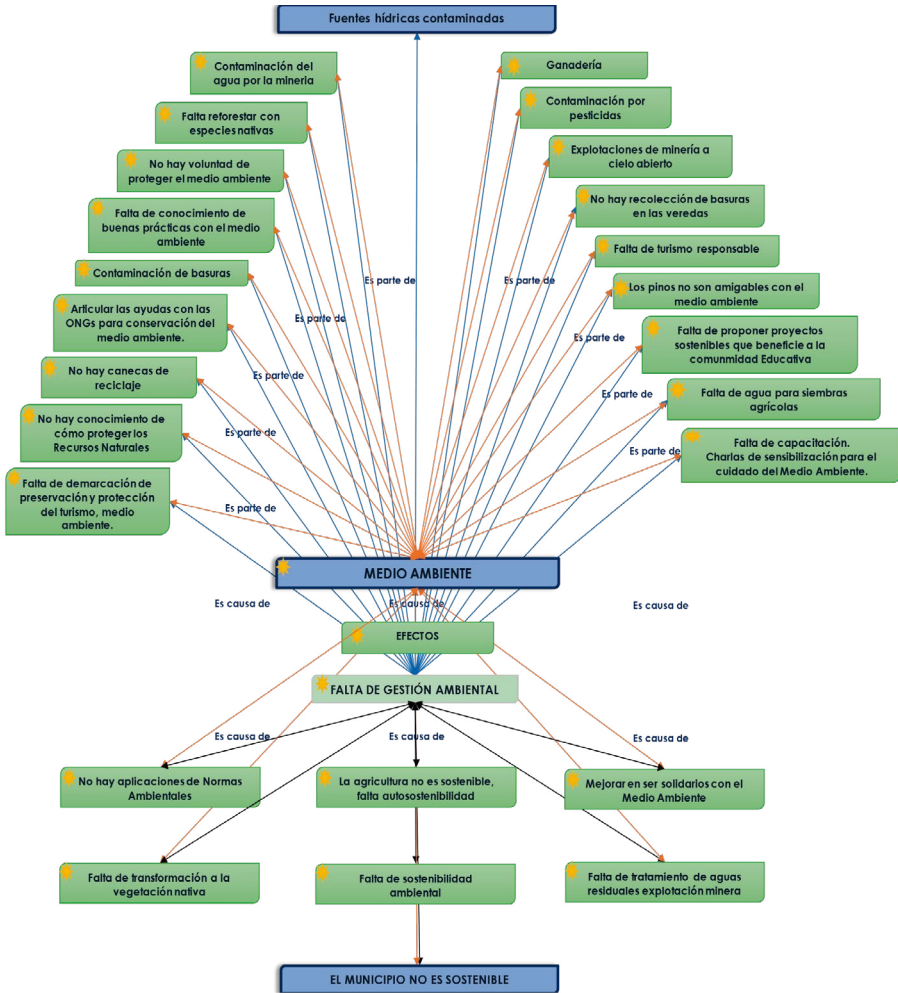 Fuentes hídricas contaminadas
Contaminación del
agua por la mineria
Ganadería
Falta reforestar con
especies nativas
Contaminación por
pesticidas
No hay voluntad de
proteger el medio ambiente
Explotaciones de minería a
cielo abierto
Falta de conocimiento de
buenas prácticas con el medio
ambiente
No hay recolección de basuras
en las veredas
Contaminación de basuras
Falta de turismo responsable
Es parte de
Es parte de
Articular las ayudas con las
ONGs para conservación del
medio ambiente.
Los pinos no son amigables con el
medio ambiente
Es parte de
Es parte de
No hay canecas de
reciclaje
Falta de proponer proyectos
sostenibles que beneficie a la
comunmidad Educativa
Es parte de
Es parte de
No hay conocimiento de
cómo proteger los
Recursos Naturales
Falta de agua para siembras
agrícolas
Es parte de
Es parte de
Falta de demarcación de
preservación y protección
del turismo, medio
ambiente.
Falta de capacitación.
Charlas de sensibilización para el
cuidado del Medio Ambiente.
Es parte de
MEDIO AMBIENTE
Es causa de
Es causa de
Es causa de
EFECTOS
FALTA DE GESTIÓN AMBIENTAL
Es causa de
Es causa de
Es causa de
No hay aplicaciones de Normas
Ambientales
La agricultura no es sostenible,
falta autosostenibilidad
Mejorar en ser solidarios con el
Medio Ambiente
Falta de transformación a la
vegetación nativa
Falta de sostenibilidad
ambiental
Falta de tratamiento de aguas
residuales explotación minera
EL MUNICIPIO NO ES SOSTENIBLE